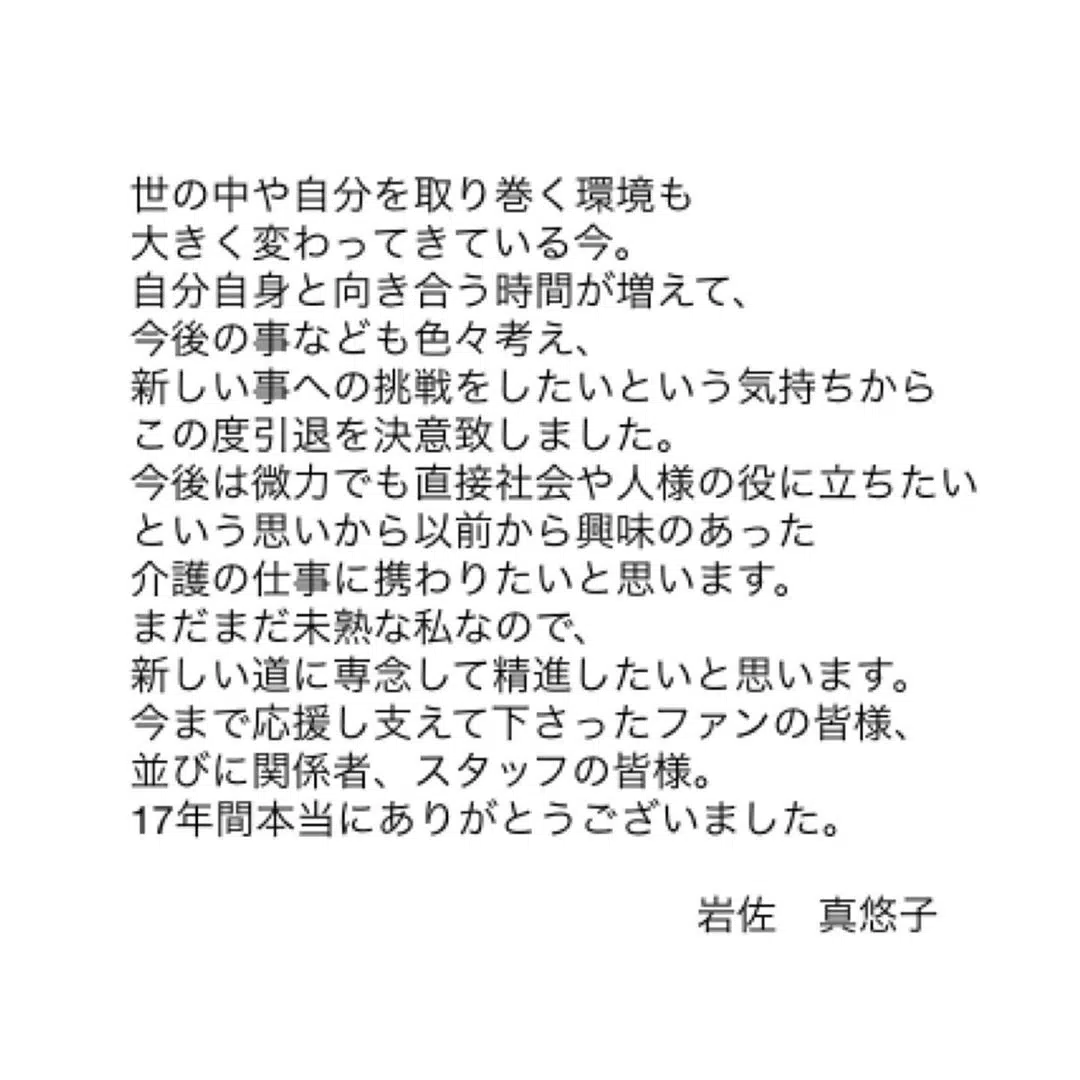 世の中や自分を取り巻く環境も
大きく変わってきている今。
自分自身と向き合う時間が増えて、
今後の事なども色々考え、
新しい事への挑戦をしたいという気持ちから
この度引退を決意致しました。
今後は微力でも直接社会や人様の役に立ちたい
という思いから以前から興味のあった
介護の仕事に携わりたいと思います。
まだまだ未熟な私なので、
新しい道に専念して精進したいと思います。
今まで応援し支えて下さったファンの皆様、
並びに関係者、スタッフの皆様。
17年間本当にありがとうございました。
岩佐　真悠子